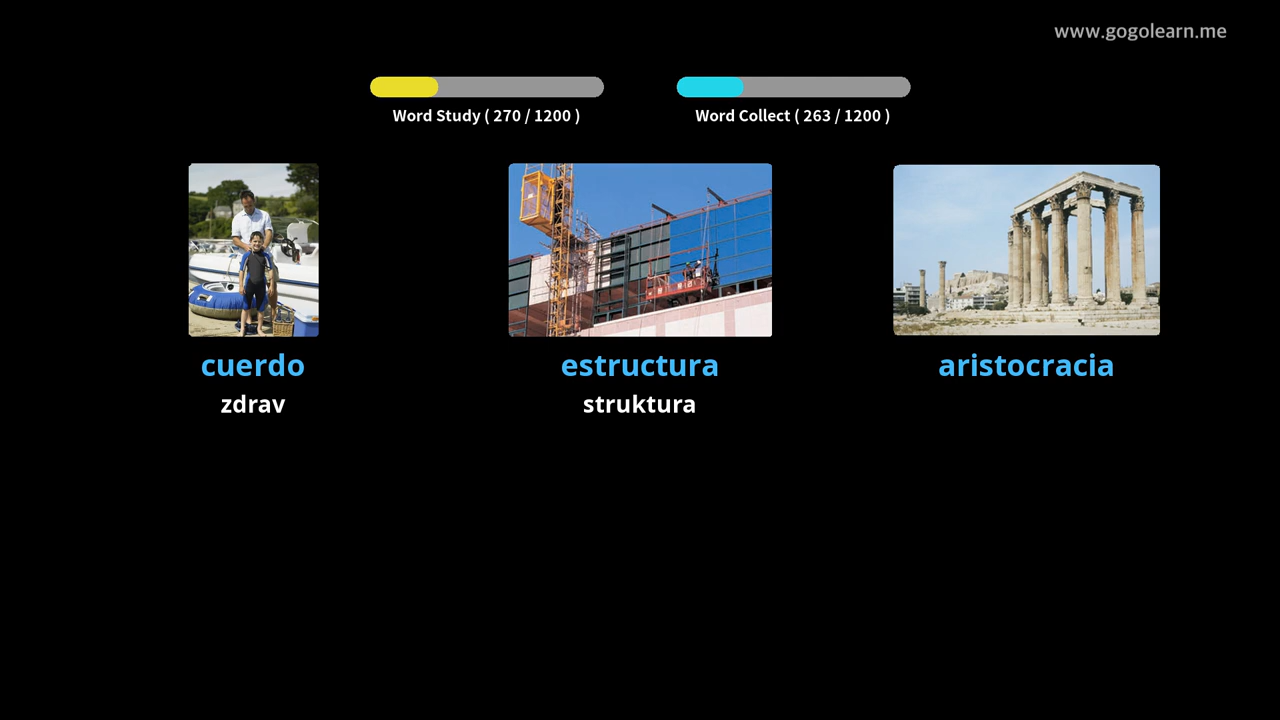 www.gogolearn.me
Word Study ( 270 / 1200 )
Word Collect ( 263 / 1200 )
cuerdo
zdrav
estructura
struktura
aristocracia